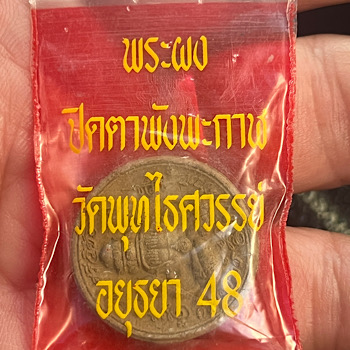 พระผง
ปิดตาพังพะกาฬ
วัดพุทไธศวรรย์
อยุธยา 48